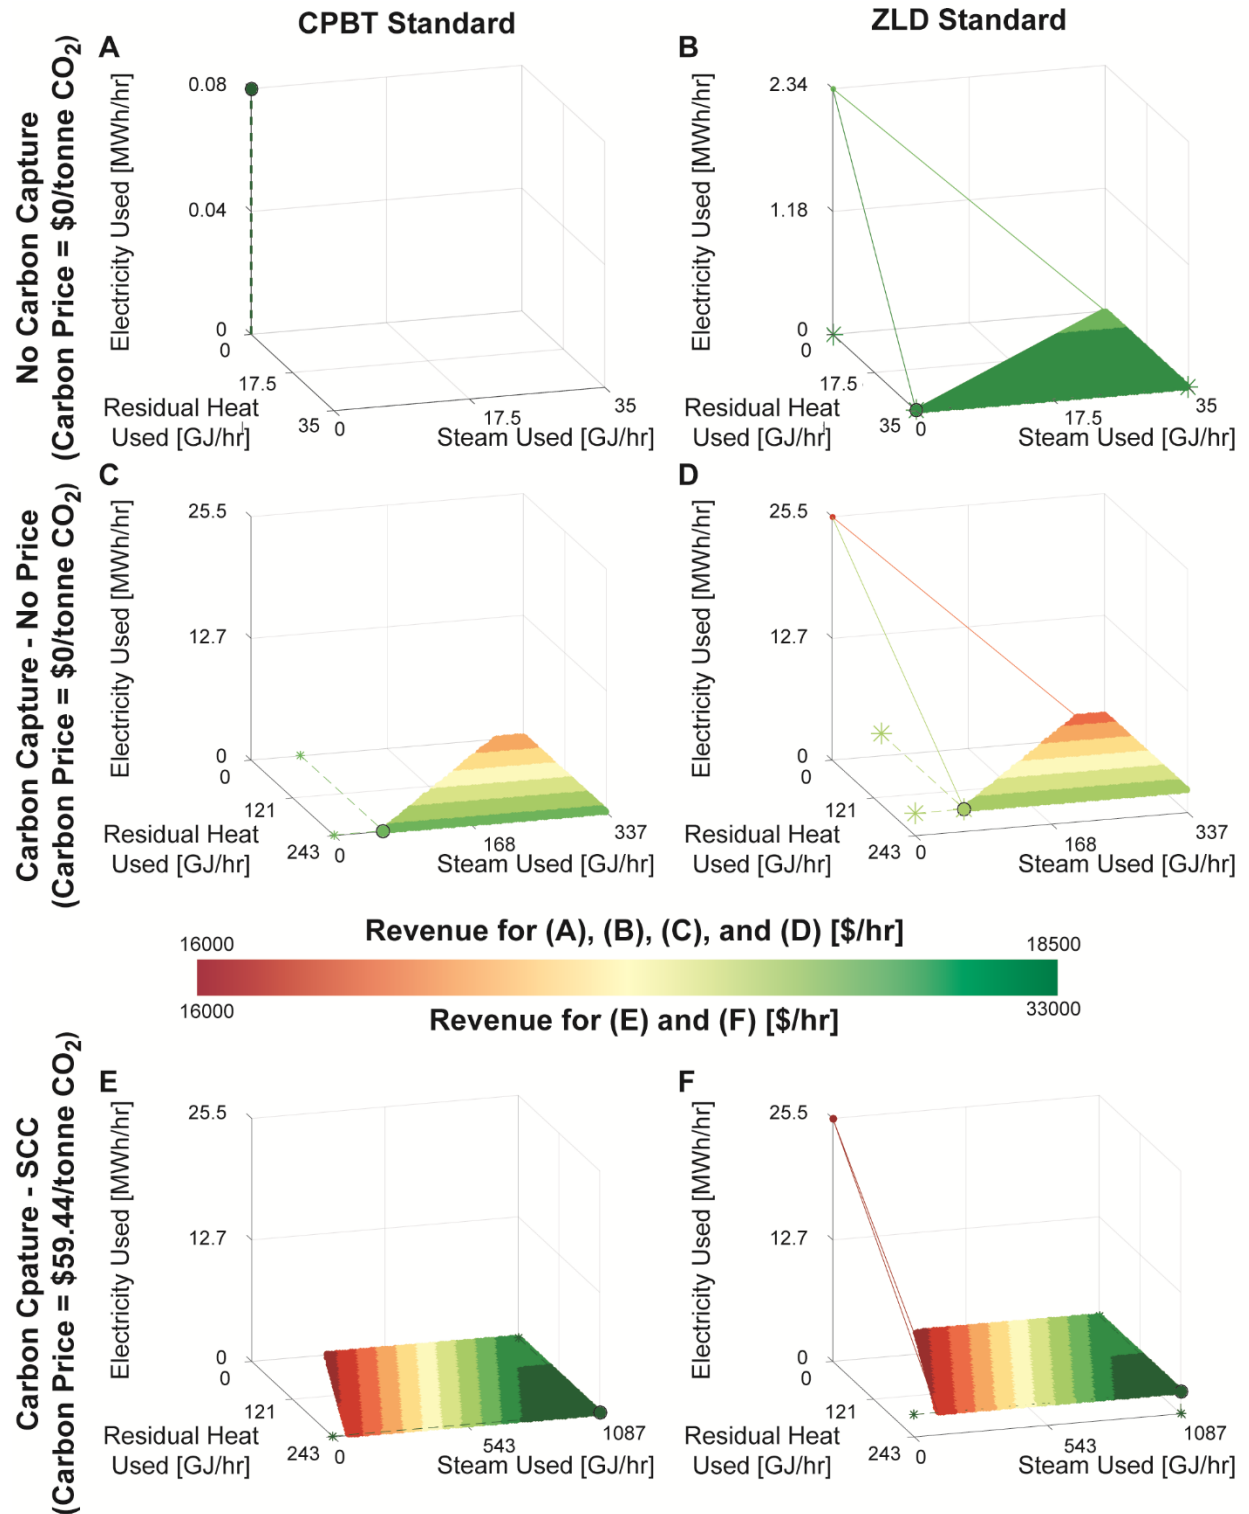 CPBT Standard
ZLD Standard
No Carbon Capture
(Carbon Price = $0/tonne CO2)
A
Electricity Used [MWh/hr]
0.08
0.04
0
0
17.5
35
Residual Heat
Used [GJ/hr]
0
17.5
35
Steam Used [GJ/hr]
B
Electricity Used [MWh/hr]
2.34
1.18
0
0
17.5
35
Residual Heat
Used [GJ/hr]
0
17.5
35
Steam Used [GJ/hr]
Carbon Capture - No Price
(Carbon Price = $0/tonne CO2)
C
Electricity Used [MWh/hr]
25.5
12.7
0
0
121
243
Residual Heat
Used [GJ/hr]
0
168
337
Steam Used [GJ/hr]
D
Electricity Used [MWh/hr]
25.5
12.7
0
0
121
243
Residual Heat
Used [GJ/hr]
0
168
337
Steam Used [GJ/hr]
Revenue for (A), (B), (C), and (D) [$/hr]
16000
18500
16000
33000
Revenue for (E) and (F) [$/hr]
Carbon Cpature - SCC
(Carbon Price = $59.44/tonne CO2)
E
Electricity Used [MWh/hr]
25.5
12.7
0
0
121
243
Residual Heat
Used [GJ/hr]
0
543
1087
Steam Used [GJ/hr]
F
Electricity Used [MWh/hr]
25.5
12.7
0
0
121
243
Residual Heat
Used [GJ/hr]
0
543
1087
Steam Used [GJ/hr]